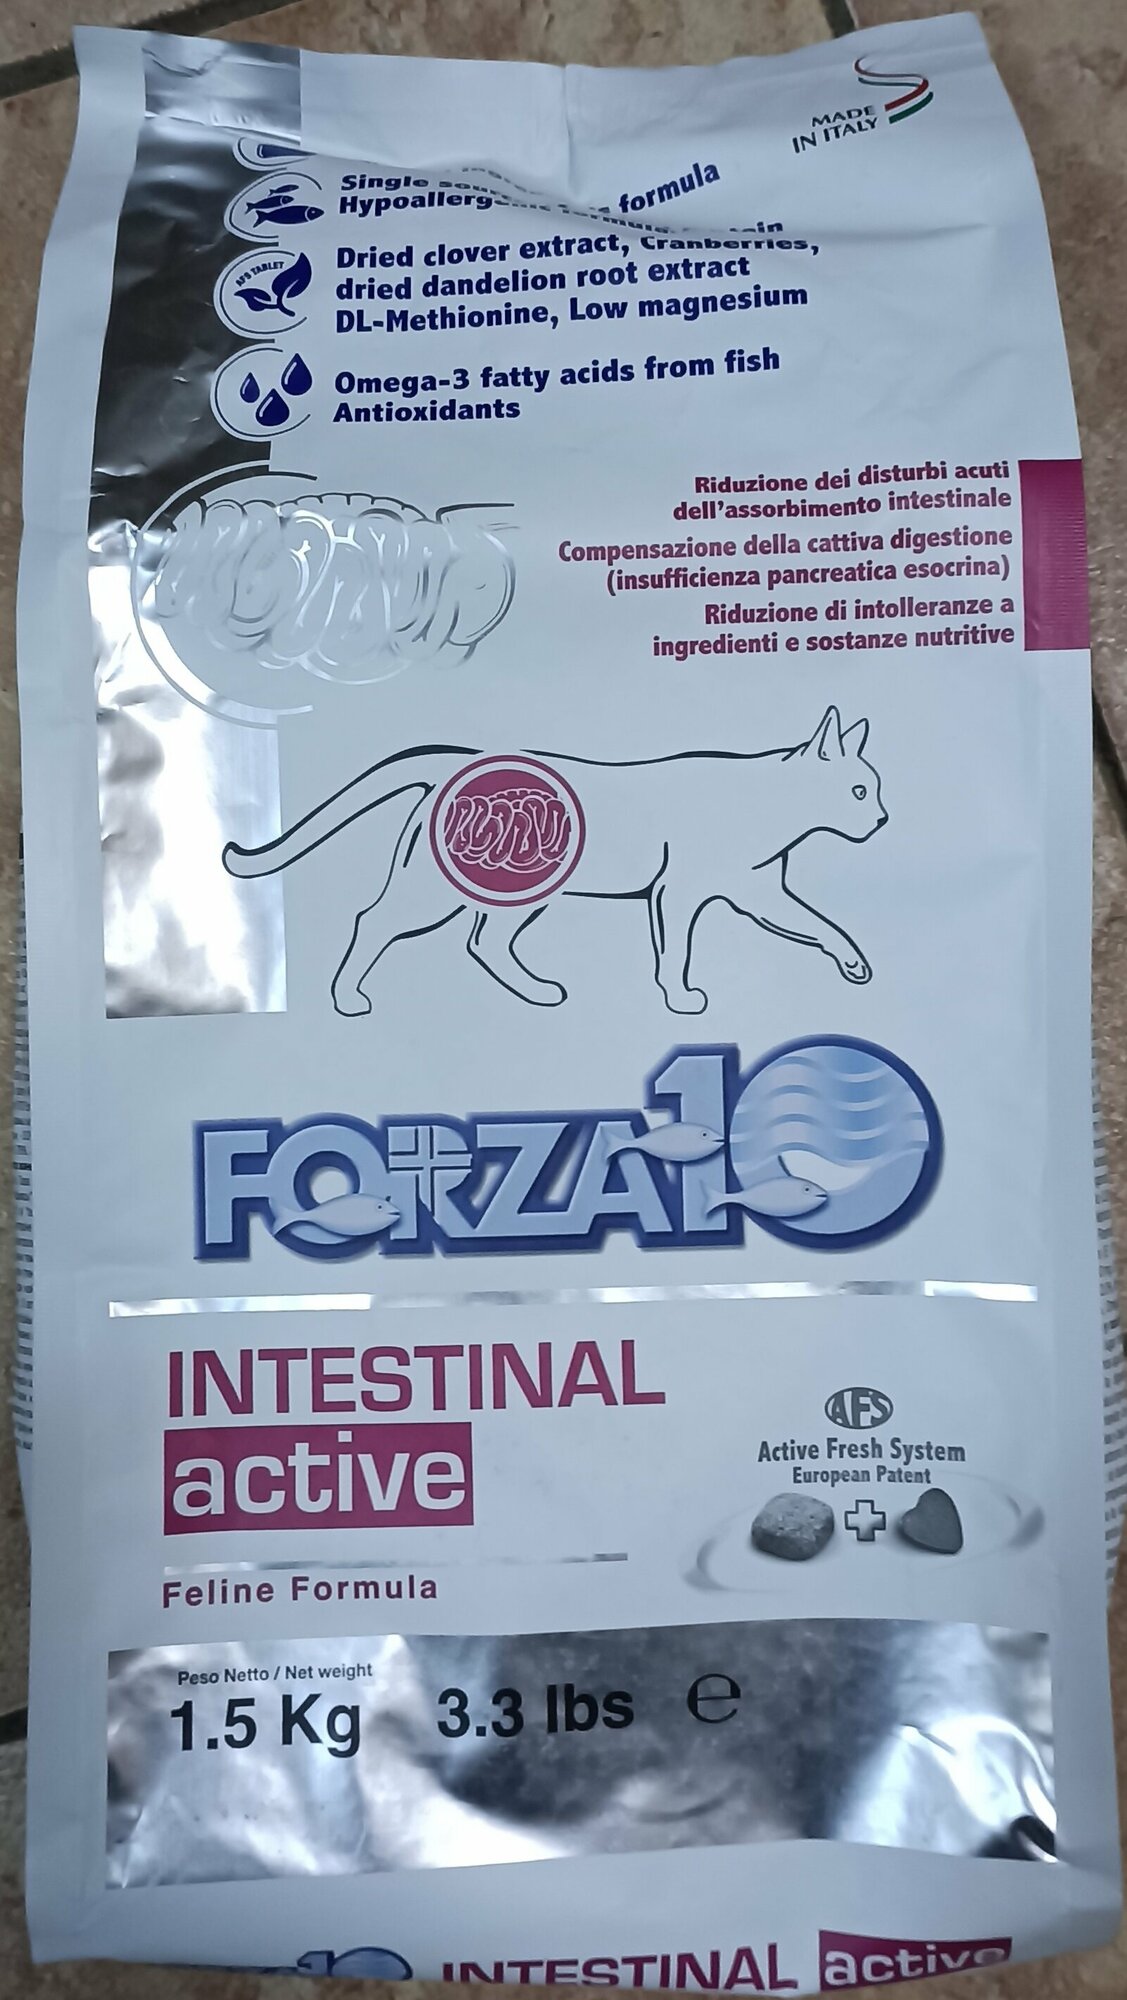 MADE
IN ITALY
Single
formula
Dried clover extract, Cranberries,
AFS TABLET
dried dandelion root extract
DL-Methionine, Low magnesium
Omega-3 fatty acids from fish
Antioxidants
Riduzione dei disturbi acuti
dell'assorbimento intestinale
Compensazione della cattiva digestione
(insufficienza pancreatica esocrina)
Riduzione di intolleranze a
ingredienti e sostanze nutritive
FORZA10
INTESTINAL
active
AFS
Active Fresh System
European Patent
Feline Formula
Peso Netto / Net weight
1.5 Kg 3.3 lbs ℮
10 INTESTINAL active